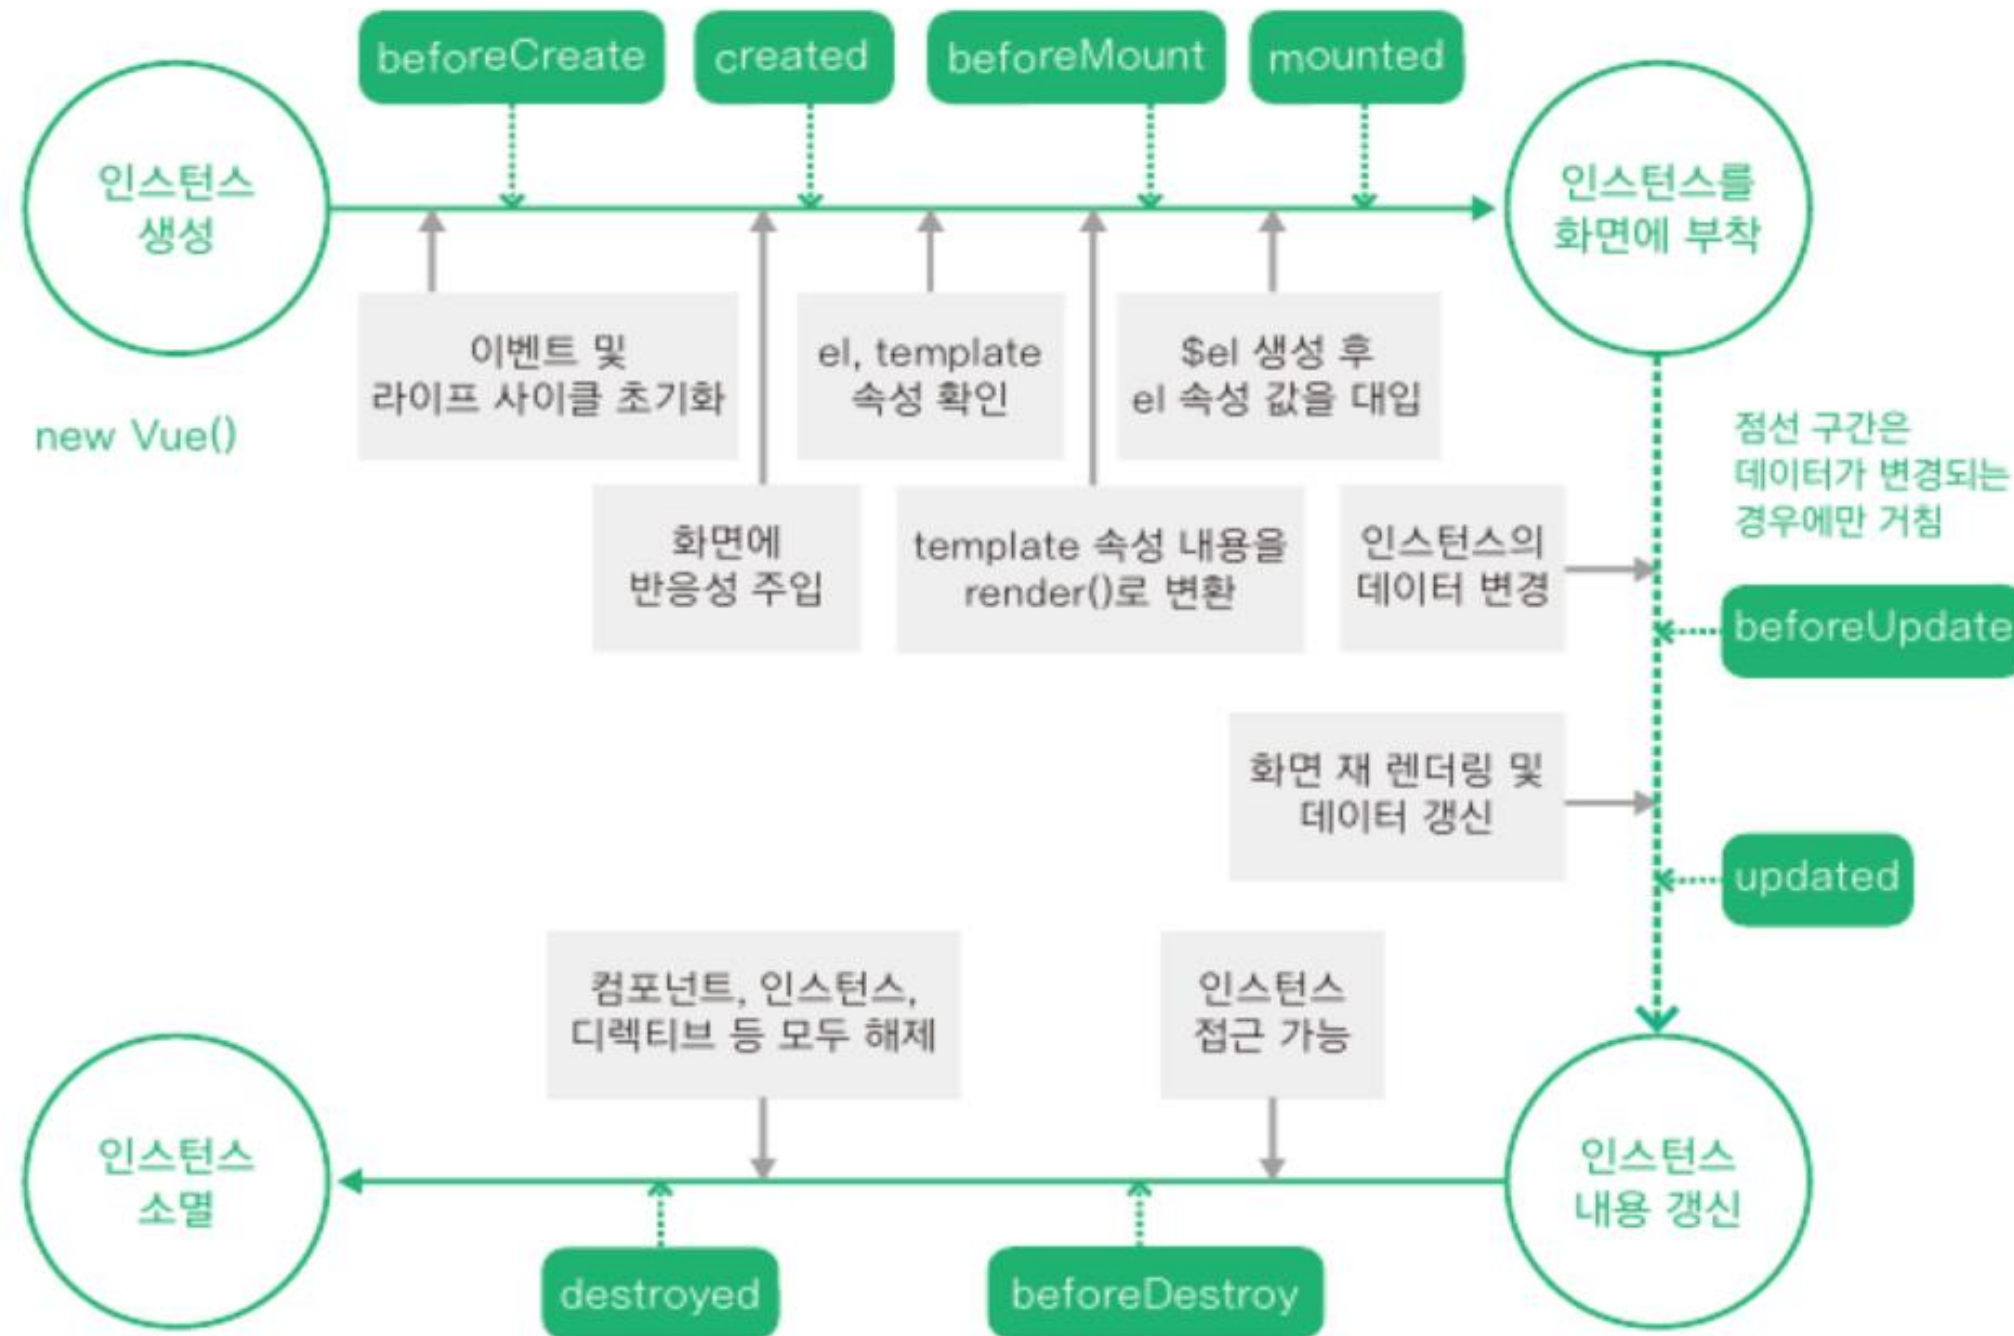 beforeCreate
created
beforeMount
mounted
인스턴스
생성
인스턴스를
화면에 부착
이벤트 및
라이프 사이클 초기화
el, template
속성 확인
$el 생성 후
el 속성 값을 대입
new Vue()
점선 구간은
데이터가 변경되는
경우에만 거침
화면에
반응성 주입
template 속성 내용을
render()로 변환
인스턴스의
데이터 변경
beforeUpdate
화면 재 렌더링 및
데이터 갱신
updated
컴포넌트, 인스턴스,
디렉티브 등 모두 해제
인스턴스
접근 가능
인스턴스
소멸
인스턴스
내용 갱신
destroyed
beforeDestroy